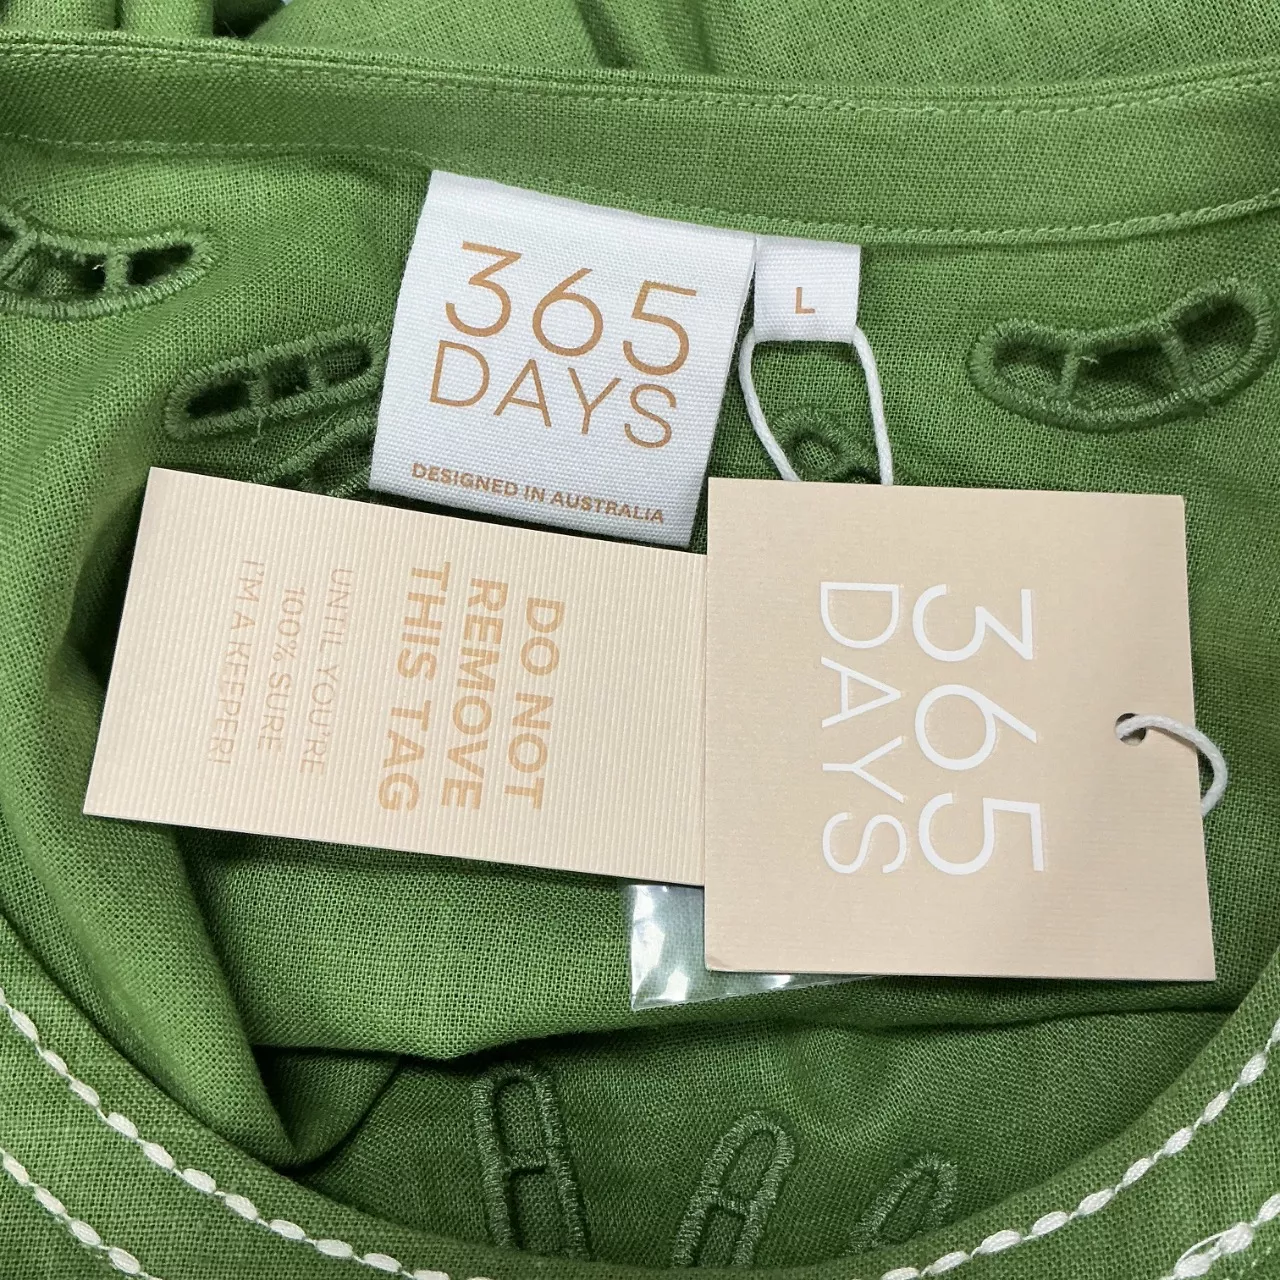 365
DAYS
DESIGNED IN AUSTRALIA
L
DO NOT
REMOVE
THIS TAG
UNTIL YOU'RE
100% SURE
I'M A KEEPER!
365
DAYS